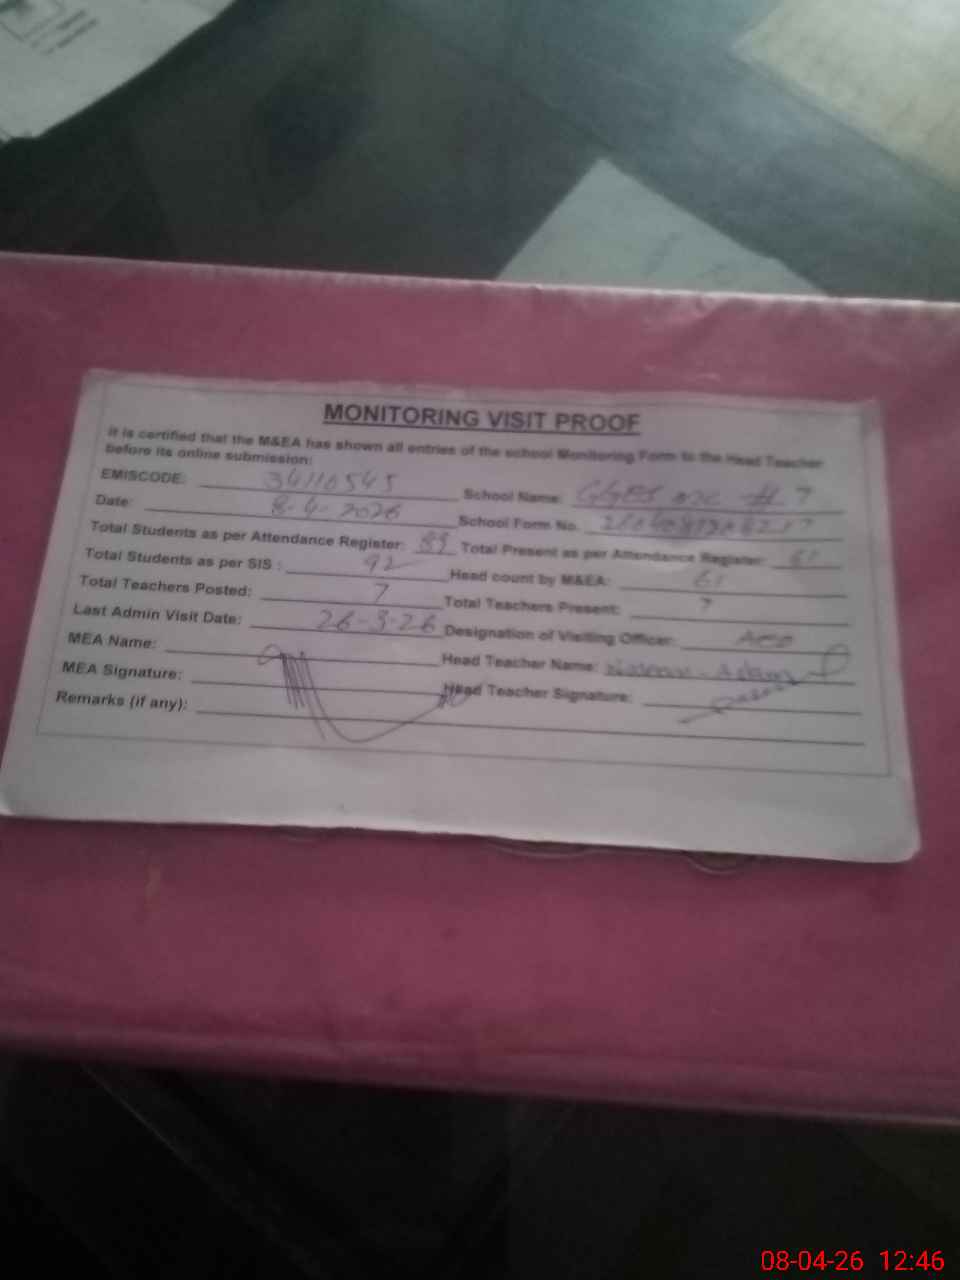 MONITORING VISIT PROOF
It is certified that the M&EA has shown all entries of the school Monitoring Form to the Head Teacher
before its online submission:
EMISCODE: 34110545 School Name: # 7
Date: 8-4-2026 School Form No.
Total Students as per Attendance Register: 89 Total Present as per Attendance Register: 61
Total Students as per SIS : 92 Head count by M&EA: 61
Total Teachers Posted: 7 Total Teachers Present: 7
Last Admin Visit Date: 26-3-26 Designation of Visiting Officer: AEO
MEA Name: Head Teacher Name:
MEA Signature: Head Teacher Signature:
Remarks (if any):
08-04-26 12:46